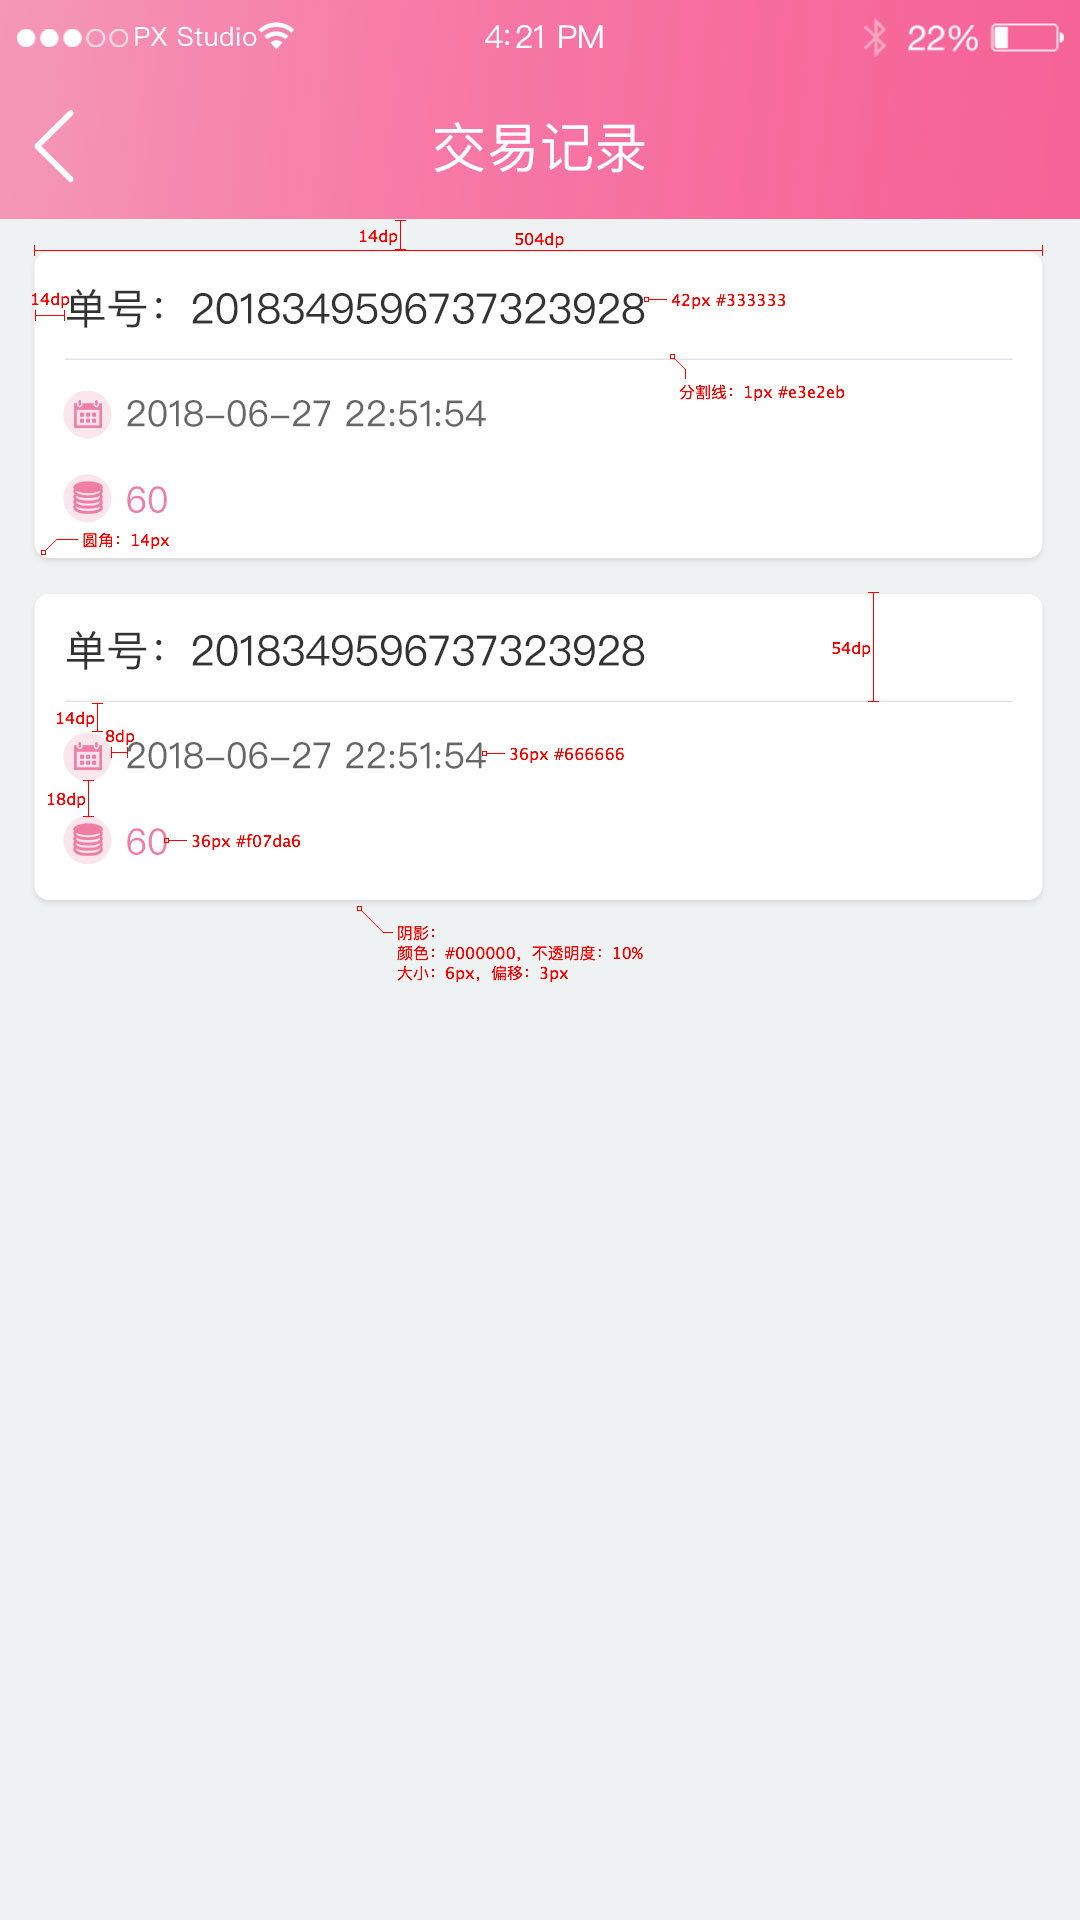 PX Studio 4:21 PM 22%
交易记录
14dp 504dp
14dp 单号：2018349596737323928 42px #333333
分割线：1px #e3e2eb
2018-06-27 22:51:54
60
圆角：14px
单号：2018349596737323928
54dp
14dp
8dp
2018-06-27 22:51:54 36px #666666
18dp
60 36px #f07da6
阴影：
颜色：#000000，不透明度：10%
大小：6px，偏移：3px